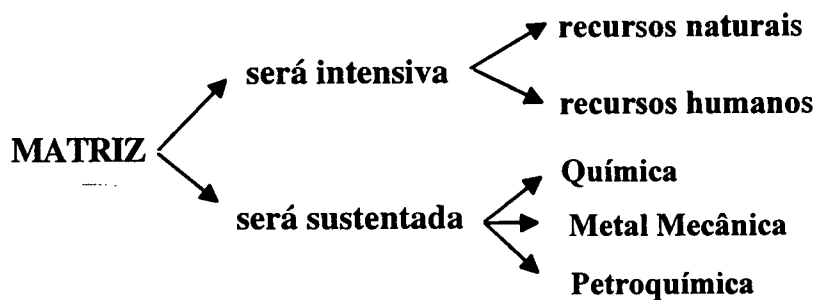 recursos naturais
será intensiva
recursos humanos
MATRIZ
Química
será sustentada
Metal Mecânica
Petroquímica